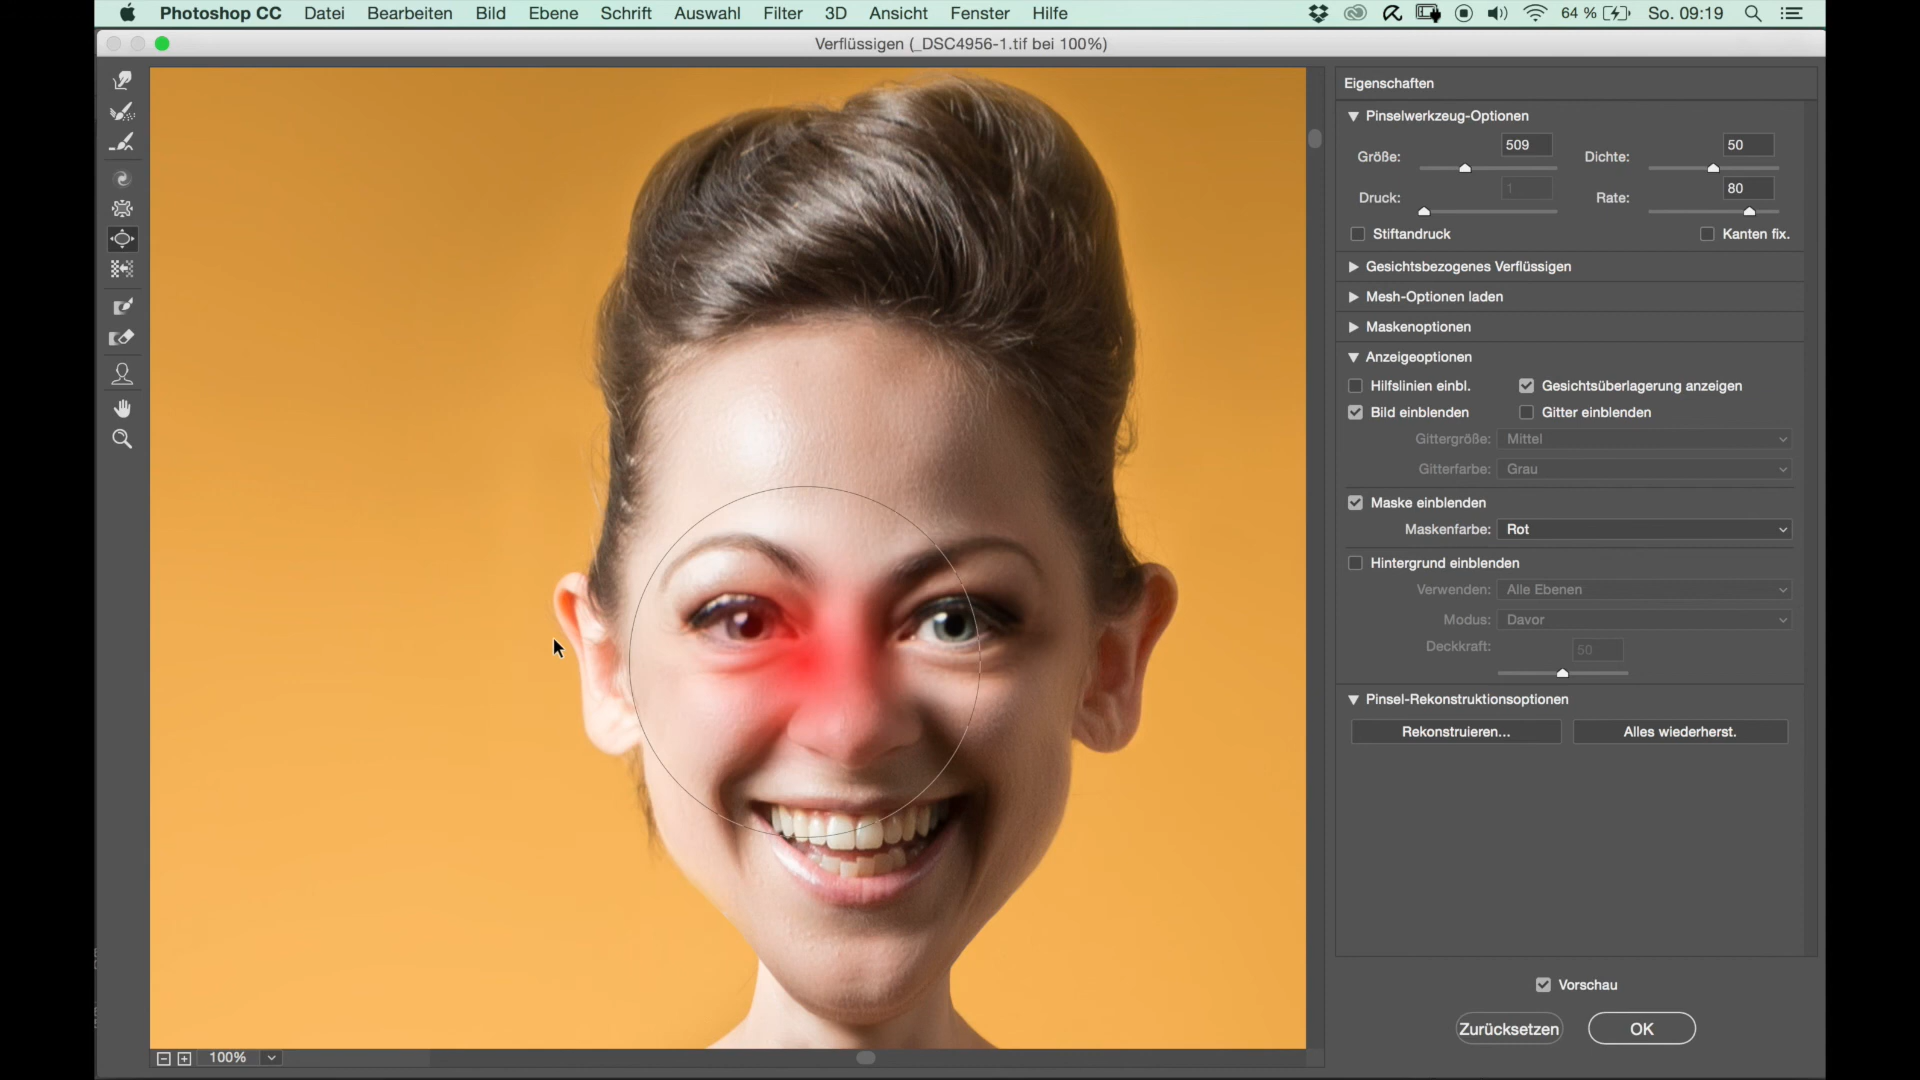 Photoshop CC Datei Bearbeiten Bild Ebene Schrift Auswahl Filter 3D Ansicht Fenster Hilfe 64 % So. 09:19
Verflüssigen (_DSC4956-1.tif bei 100%)
Eigenschaften
Pinselwerkzeug-Optionen
Größe: 509 Dichte: 50
Druck: 1 Rate: 80
Stiftandruck Kanten fix.
Gesichtsbezogenes Verflüssigen
Mesh-Optionen laden
Maskenoptionen
Anzeigeoptionen
Hilfslinien einbl. Gesichtsüberlagerung anzeigen
Bild einblenden Gitter einblenden
Gittergröße: Mittel
Gitterfarbe: Grau
Maske einblenden
Maskenfarbe: Rot
Hintergrund einblenden
Verwenden: Alle Ebenen
Modus: Davor
Deckkraft: 50
Pinsel-Rekonstruktionsoptionen
Rekonstruieren... Alles wiederherst.
Vorschau
Zurücksetzen OK
100%